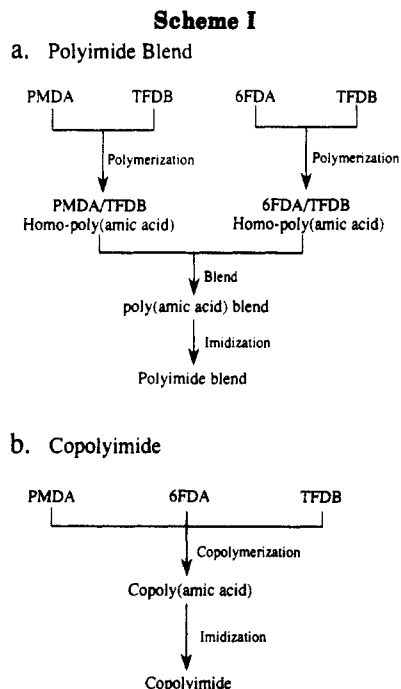 Scheme I
a. Polyimide Blend
PMDA TFDB 6FDA TFDB
Polymerization Polymerization
PMDA/TFDB 6FDA/TFDB
Homo-poly(amic acid) Homo-poly(amic acid)
Blend
poly(amic acid) blend
Imidization
Polyimide blend
b. Copolyimide
PMDA 6FDA TFDB
Copolymerization
Copoly(amic acid)
Imidization
Copolyimide